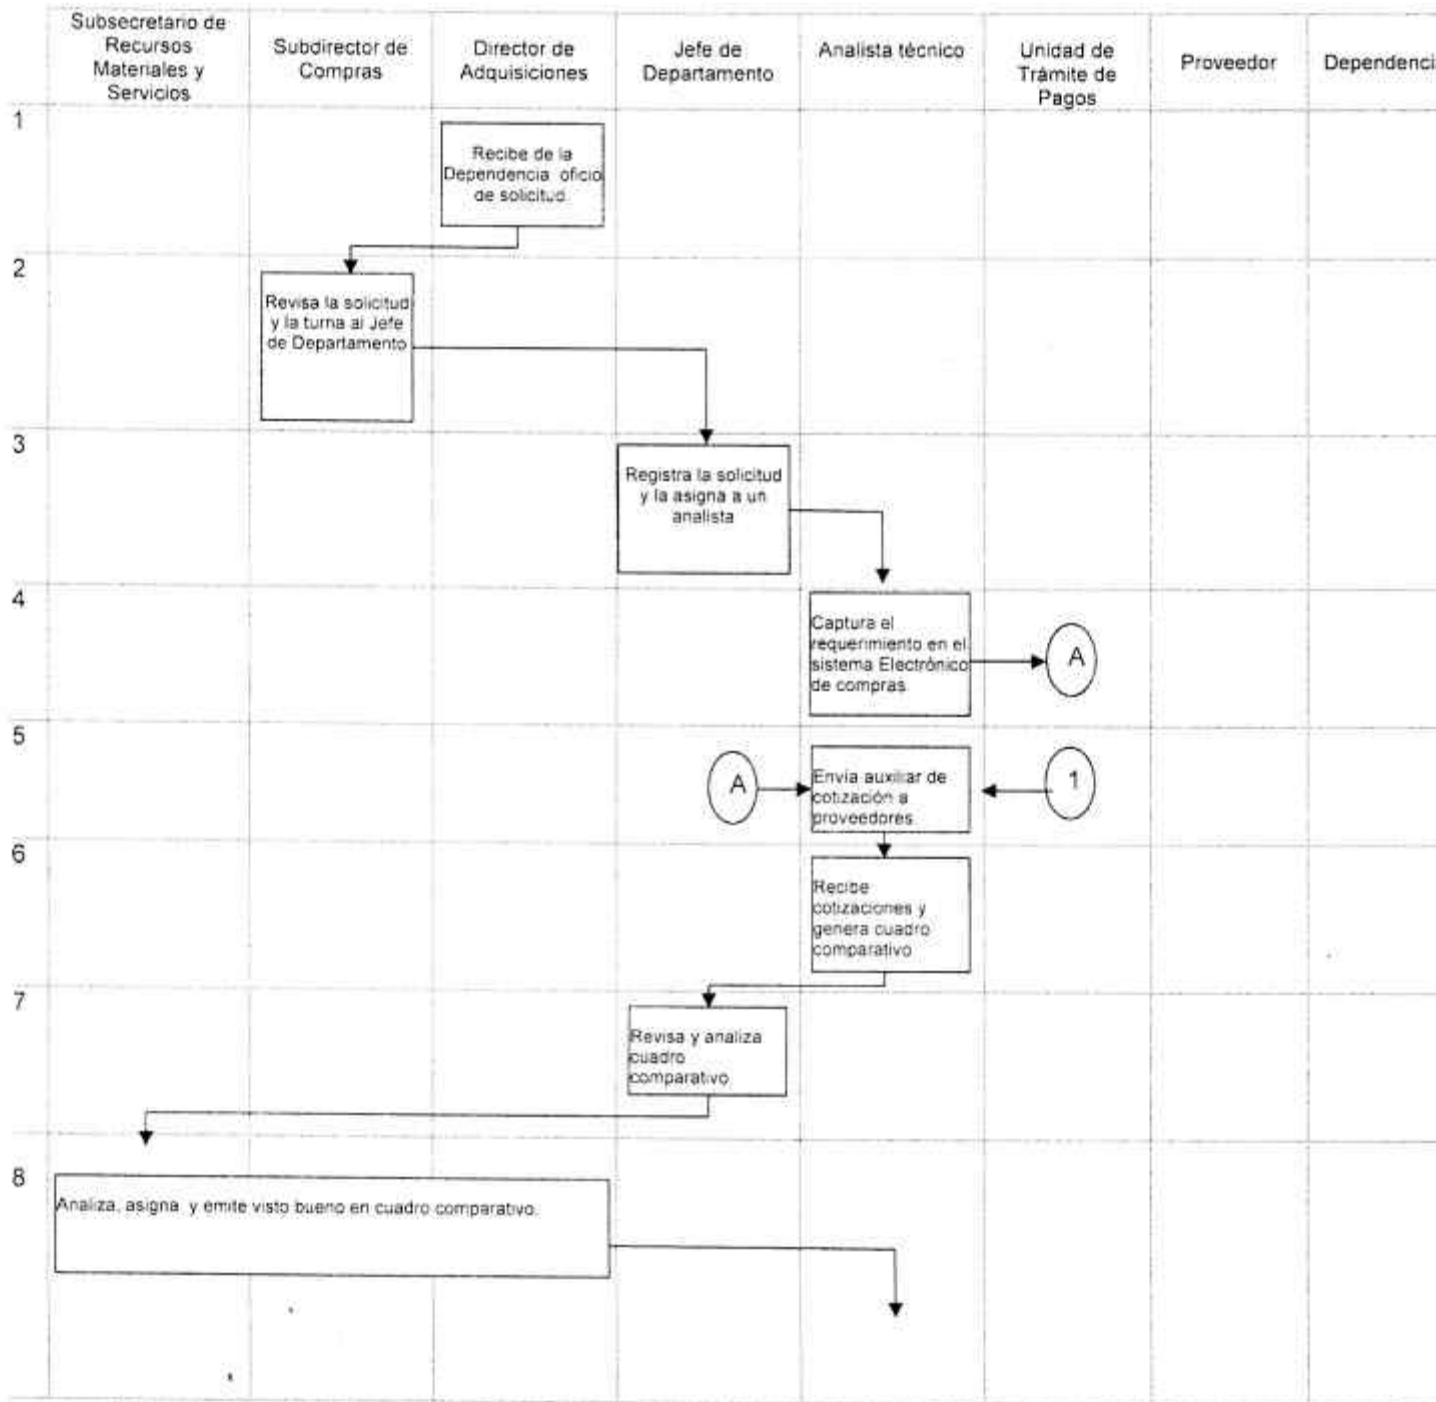 Subsecretario de
Recursos
Materiales y
Servicios
Subdirector de
Compras
Director de
Adquisiciones
Jefe de
Departamento
Analista técnico
Unidad de
Trámite de
Pagos
Proveedor
Dependenci
1
Recibe de la
Dependencia oficio
de solicitud.
2
Revisa la solicitud
y la turna al Jefe
de Departamento
3
Registra la solicitud
y la asigna a un
analista
4
Captura el
requerimiento en el
sistema Electrónico
de compras
A
5
A
Envía auxiliar de
cotización a
proveedores.
1
6
Recibe
cotizaciones y
genera cuadro
comparativo
7
Revisa y analiza
cuadro
comparativo
8
Analiza, asigna y emite visto bueno en cuadro comparativo.